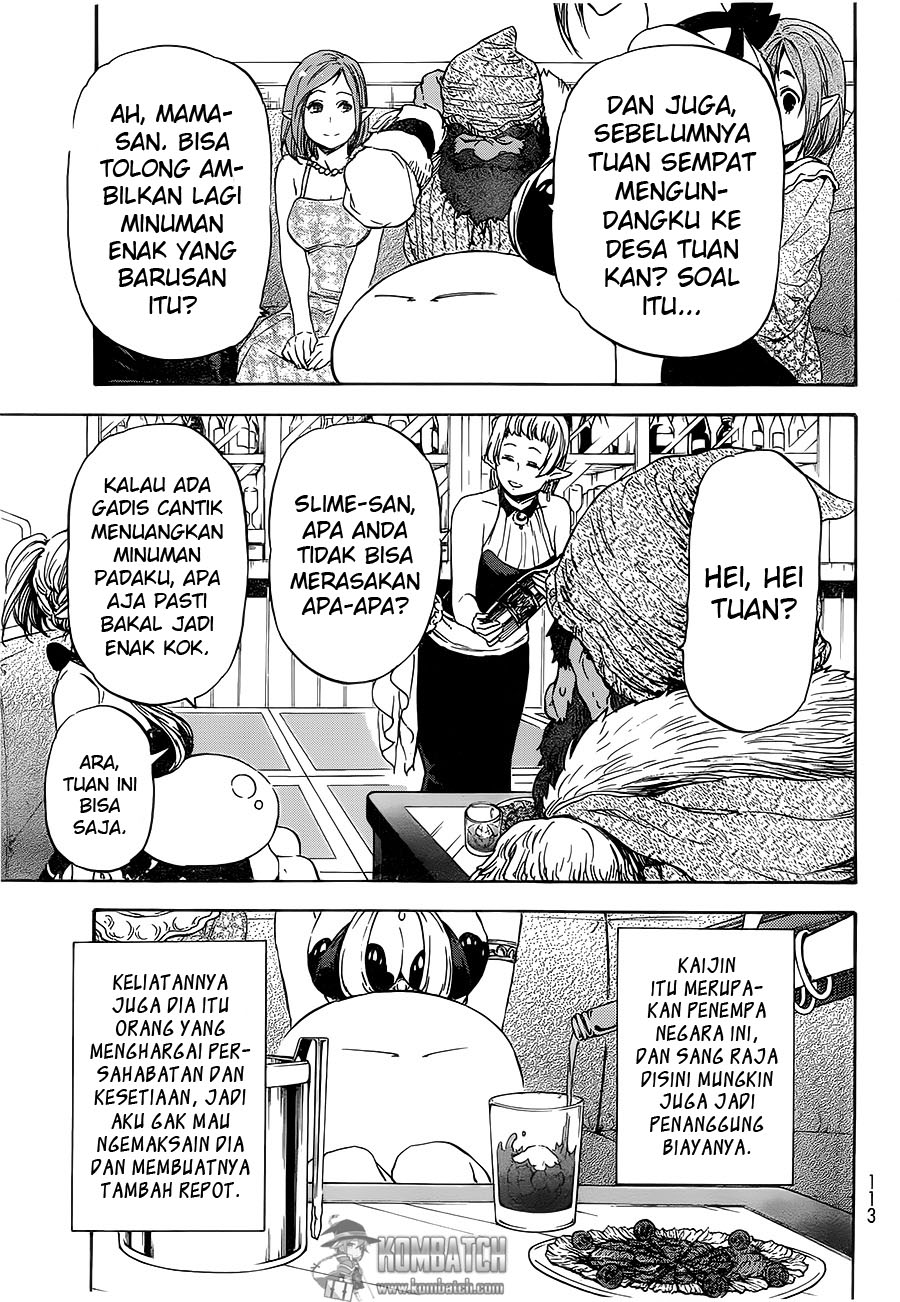 DAN JUGA,
SEBELUMNYA
TUAN SEMPAT
MENGUN-
DANGKU KE
DESA TUAN
KAN? SOAL
ITU...
AH, MAMA-
SAN. BISA
TOLONG AM-
BILKAN LAGI
MINUMAN
ENAK YANG
BARUSAN
ITU?
HEI, HEI
TUAN?
SLIME-SAN,
APA ANDA
TIDAK BISA
MERASAKAN
APA-APA?
KALAU ADA
GADIS CANTIK
MENUANGKAN
MINUMAN
PADAKU, APA
AJA PASTI
BAKAL JADI
ENAK KOK.
ARA,
TUAN INI
BISA
SAJA.
KAIJIN
ITU MERUPA-
KAN PENEMPA
NEGARA INI,
DAN SANG RAJA
DISINI MUNGKIN
JUGA JADI
PENANGGUNG
BIAYANYA.
KELIATANNYA
JUGA DIA ITU
ORANG YANG
MENGHARGAI PER-
SAHABATAN DAN
KESETIAAN, JADI
AKU GAK MAU
NGEMAKSAIN DIA
DAN MEMBUATNYA
TAMBAH REPOT.
113
KOMBATCH
www.kombatch.com